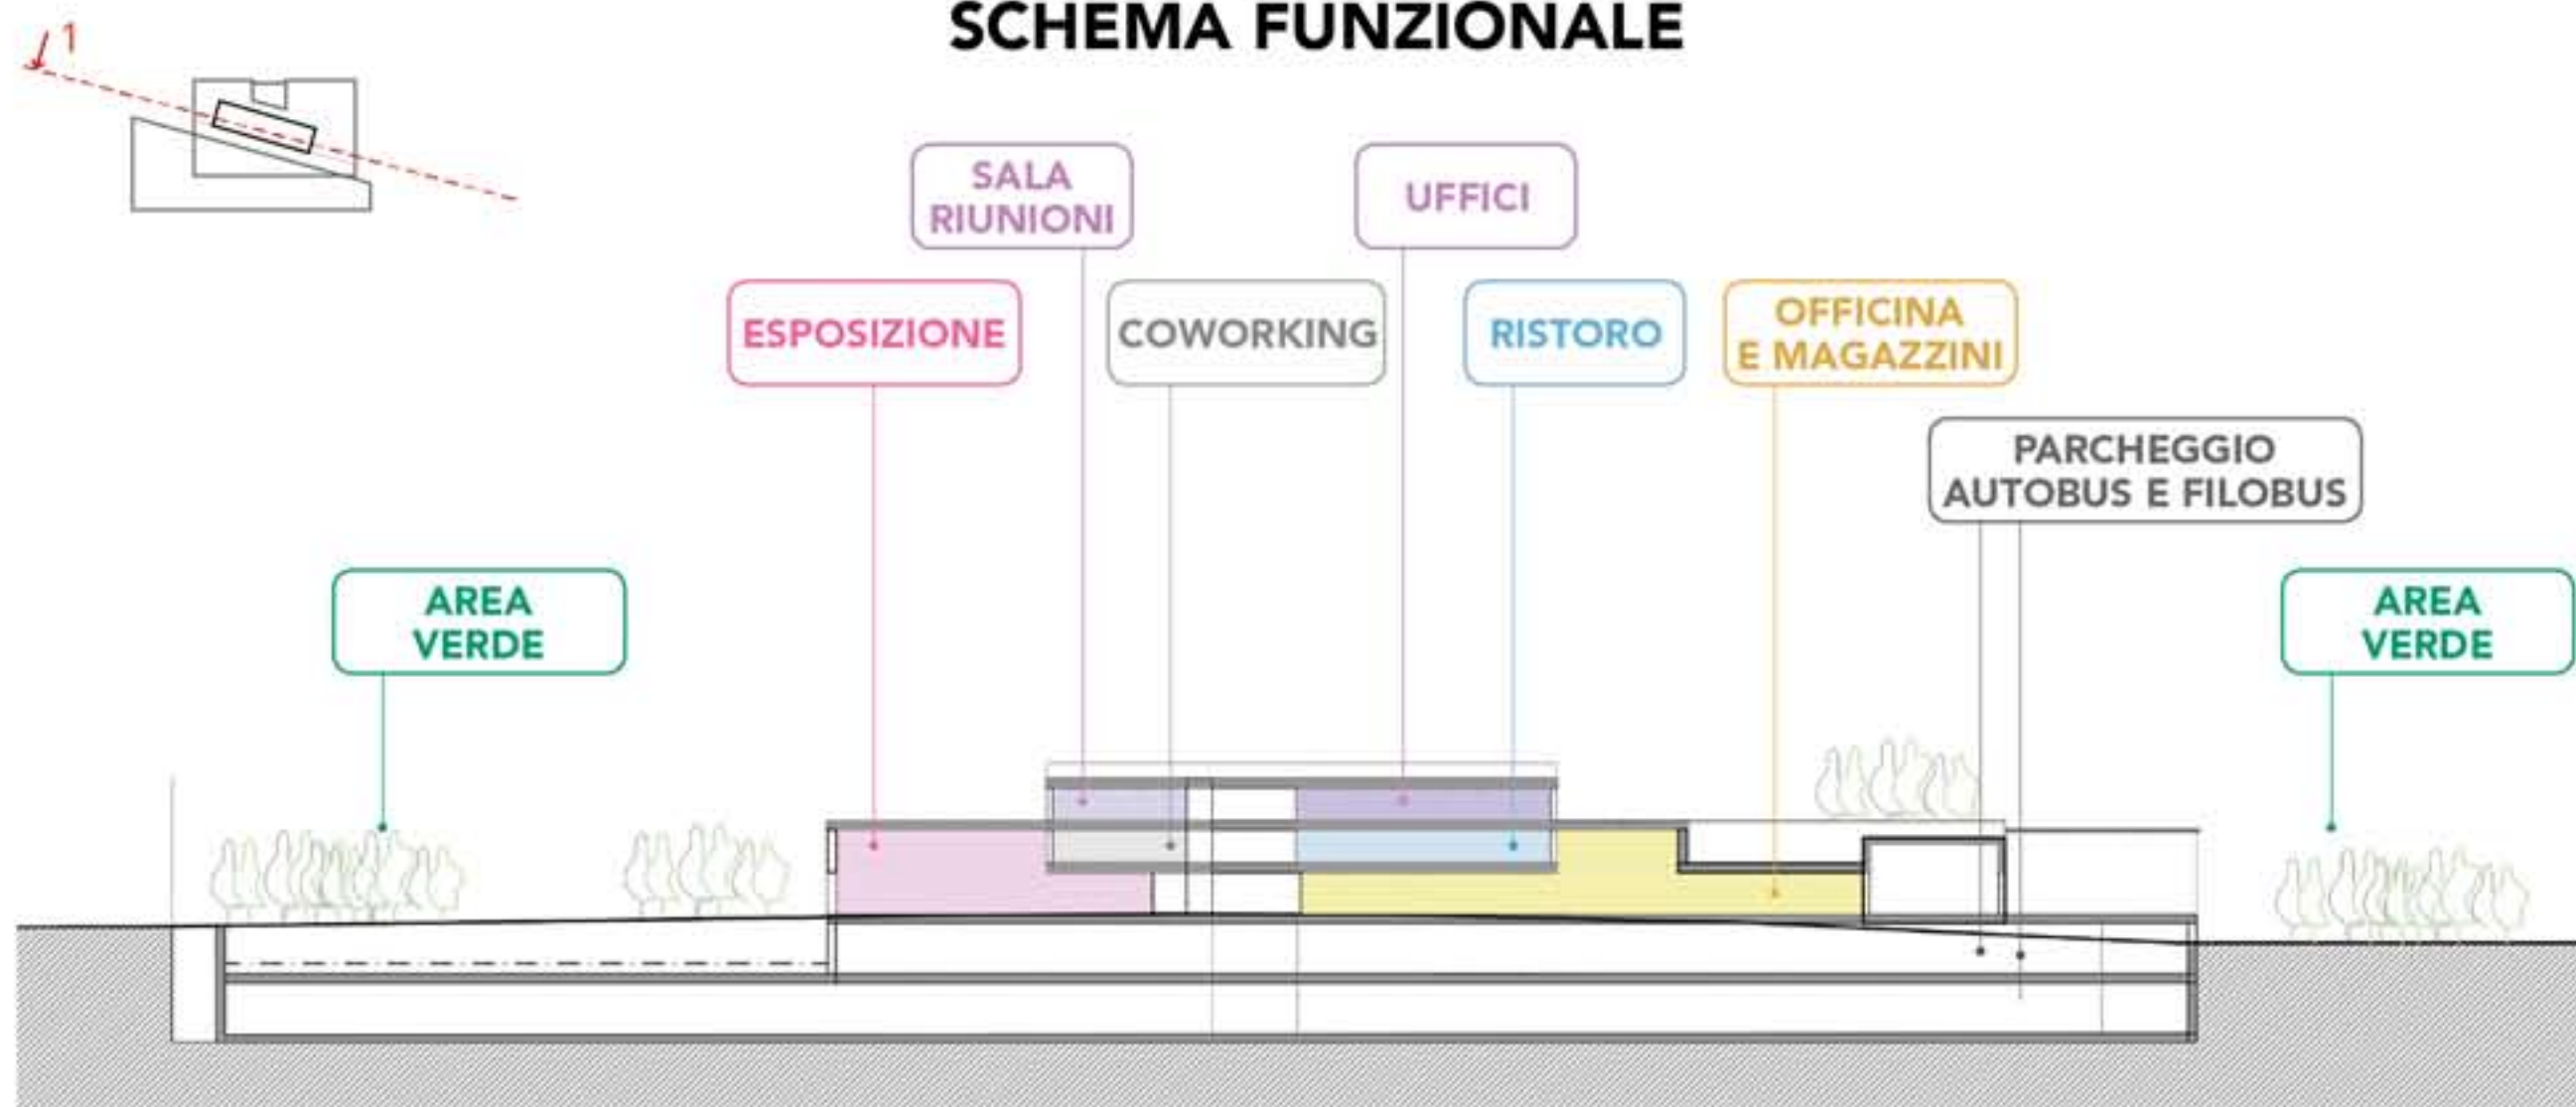 SCHEMA FUNZIONALE
1
SALA
RIUNIONI
UFFICI
ESPOSIZIONE
COWORKING
RISTORO
OFFICINA
E MAGAZZINI
PARCHEGGIO
AUTOBUS E FILOBUS
AREA
VERDE
AREA
VERDE